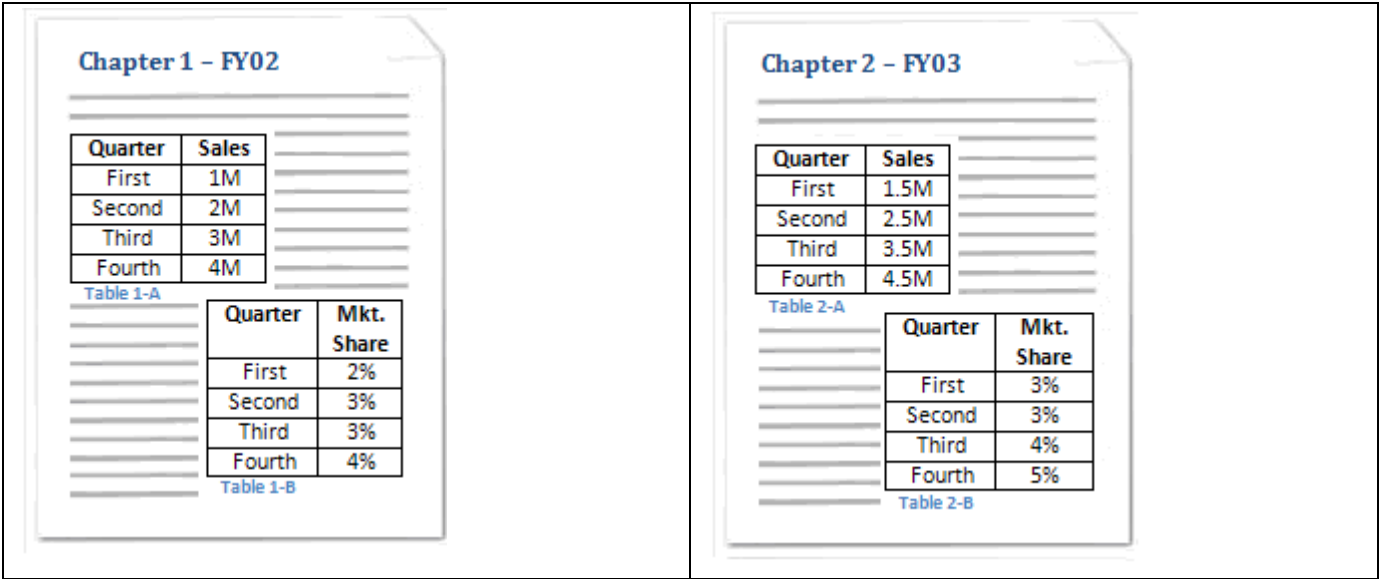 Chapter 1 – FY02
Quarter Sales
First 1M
Second 2M
Third 3M
Fourth 4M
Table 1-A
Quarter Mkt.
Share
First 2%
Second 3%
Third 3%
Fourth 4%
Table 1-B
Chapter 2 – FY03
Quarter Sales
First 1.5M
Second 2.5M
Third 3.5M
Fourth 4.5M
Table 2-A
Quarter Mkt.
Share
First 3%
Second 3%
Third 4%
Fourth 5%
Table 2-B